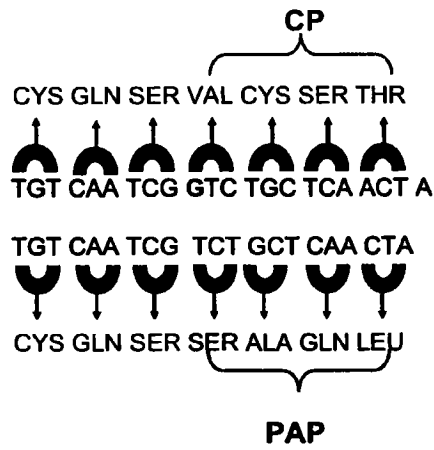 CP
CYS GLN SER VAL CYS SER THR
TGT CAA TCG GTC TGC TCA ACT A
TGT CAA TCG TCT GCT CAA CTA
CYS GLN SER SER ALA GLN LEU
PAP